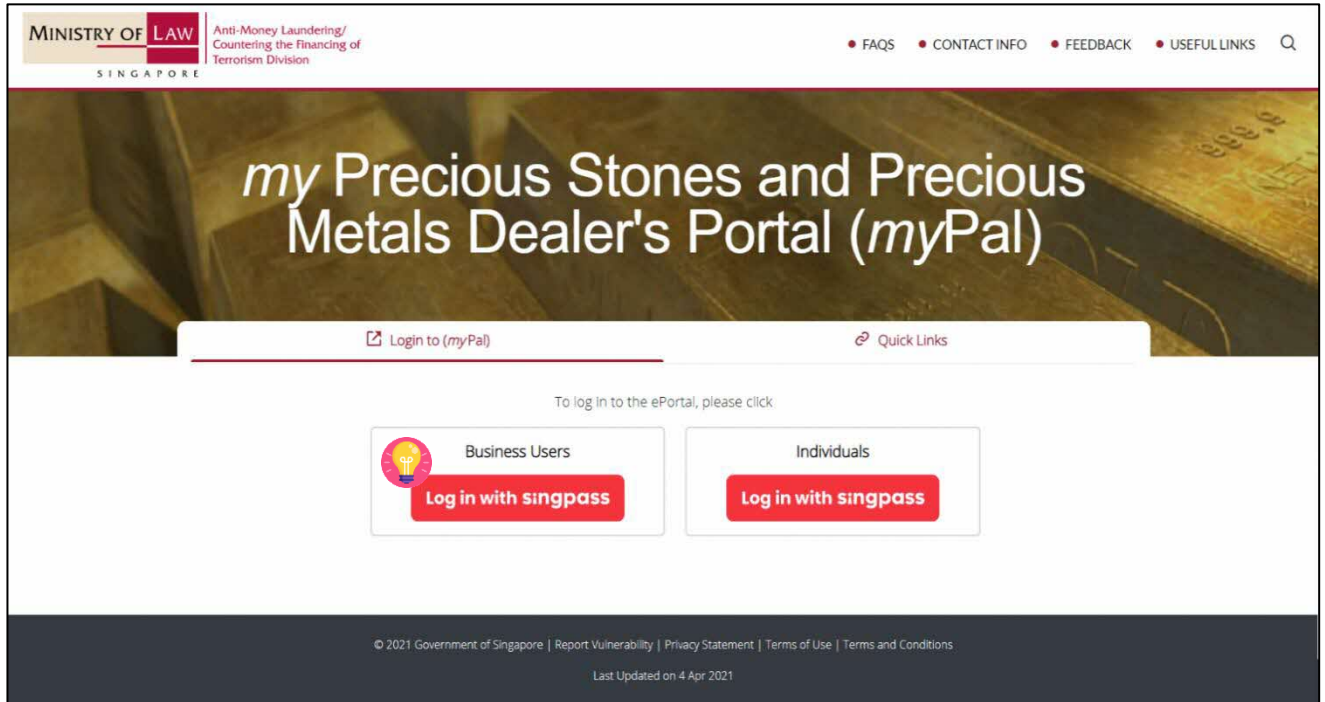 MINISTRY OF LAW
SINGAPORE
Anti-Money Laundering/
Countering the Financing of
Terrorism Division
FAQS
CONTACT INFO
FEEDBACK
USEFUL LINKS
999,9
NET
my Precious Stones and Precious
Metals Dealer's Portal (myPal)
Login to (myPal)
Quick Links
To log in to the ePortal, please click
Business Users
Individuals
Log in with singpass
Log in with singpass
© 2021 Government of Singapore | Report Vulnerability | Privacy Statement | Terms of Use | Terms and Conditions
Last Updated on 4 Apr 2021